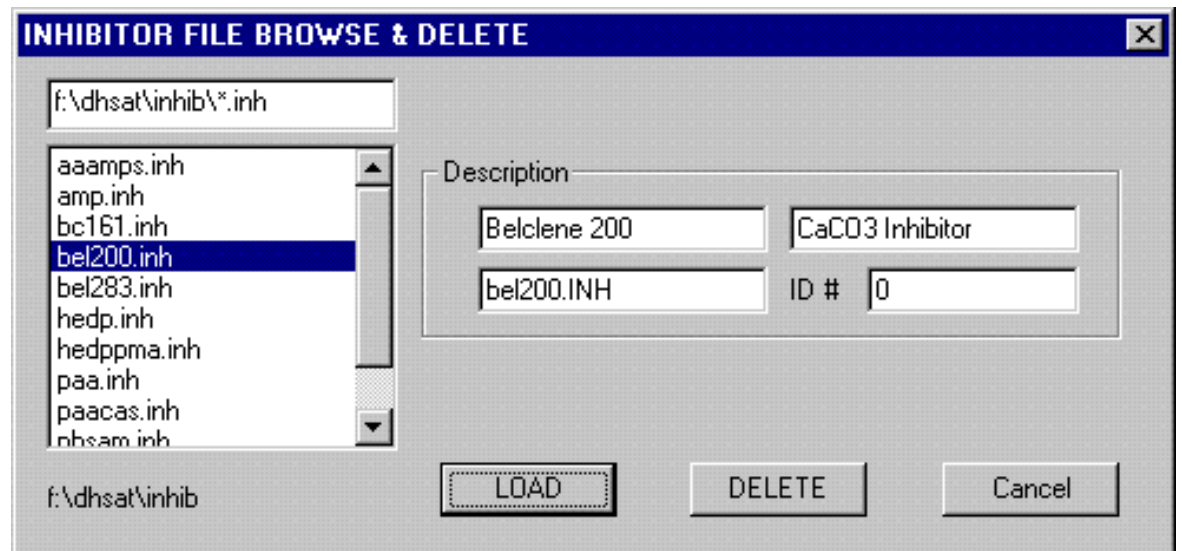 INHIBITOR FILE BROWSE & DELETE
f:\dhsat\inhib\*.inh
aaamps.inh
amp.inh
bc161.inh
bel200.inh
bel283.inh
hedp.inh
hedppma.inh
paa.inh
paacas.inh
pbsam.inh
f:\dhsat\inhib
Description
Belclene 200 CaCO3 Inhibitor
bel200.INH ID # 0
LOAD DELETE Cancel